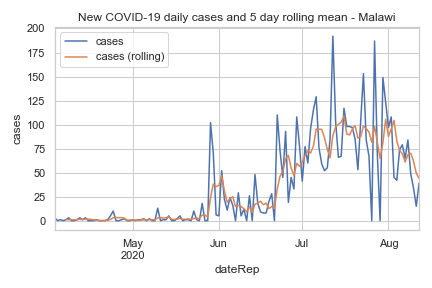 New COVID-19 daily cases and 5 day rolling mean - Malawi
cases
cases (rolling)
200
175
150
125
100
75
50
25
0
cases
May
2020
Jun
Jul
Aug
dateRep